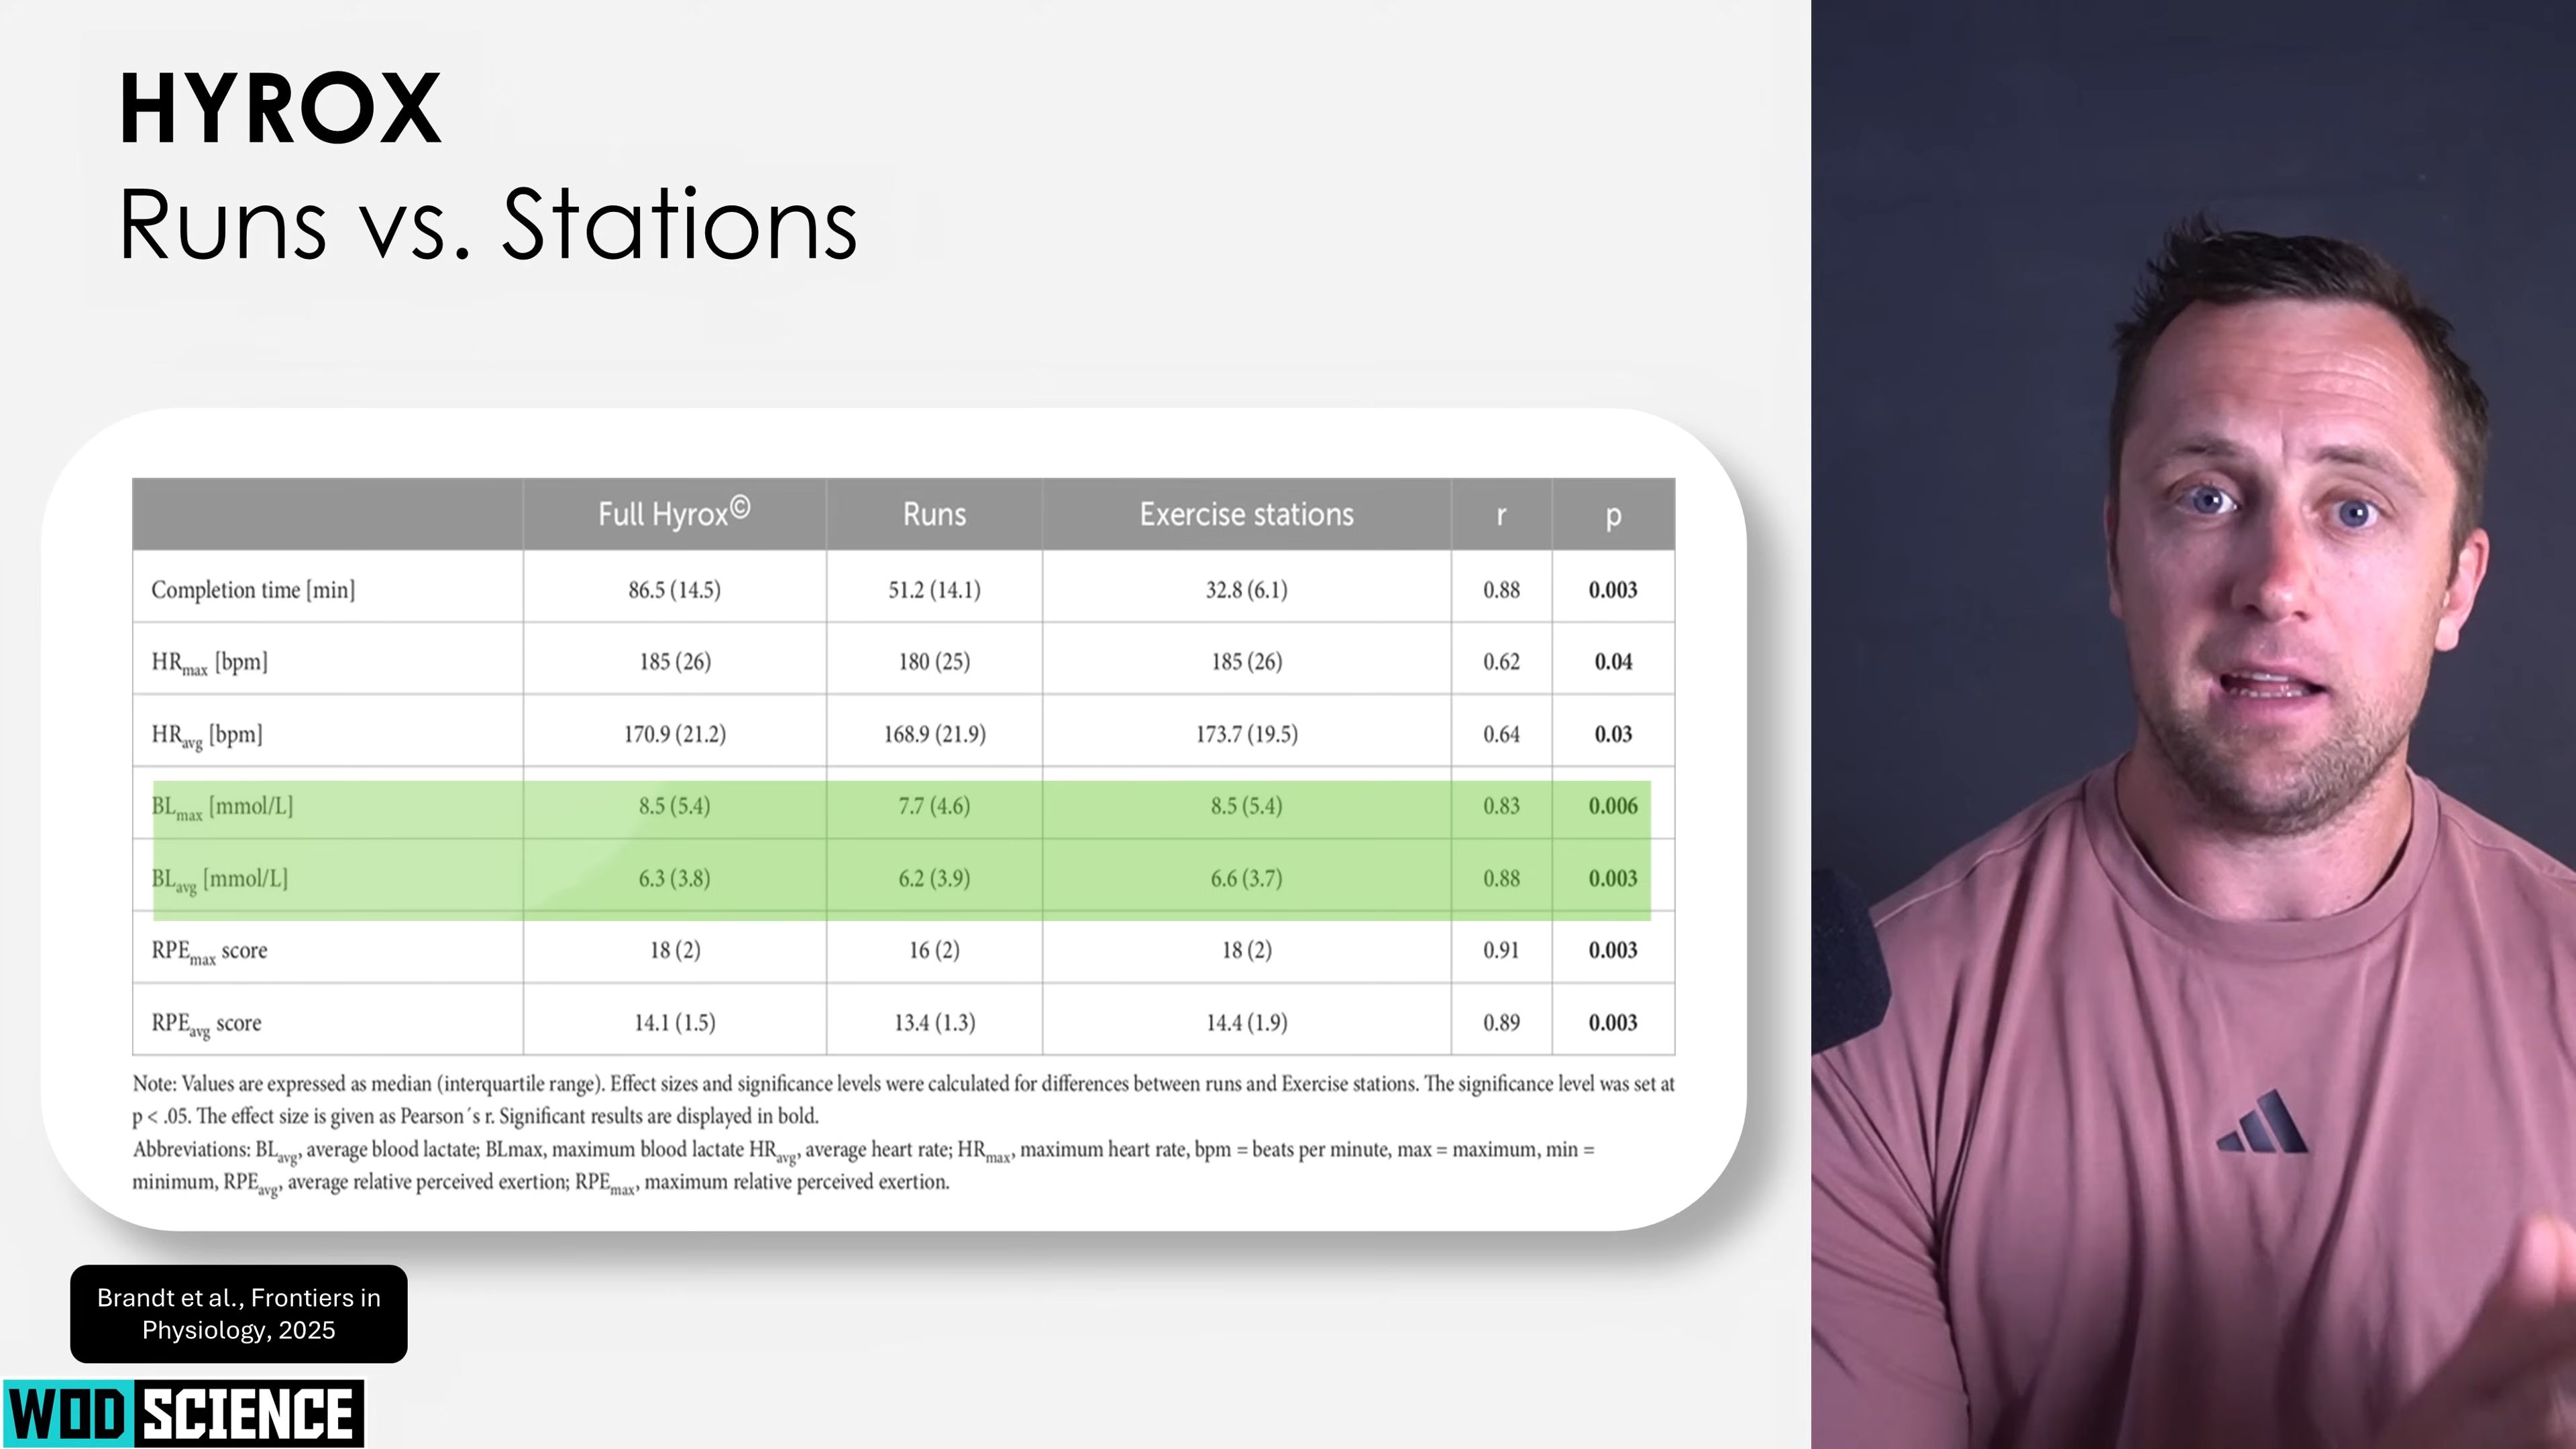 HYROX
Runs vs. Stations
Full Hyrox© Runs Exercise stations r p
Completion time [min] 86.5 (14.5) 51.2 (14.1) 32.8 (6.1) 0.88 0.003
HRmax [bpm] 185 (26) 180 (25) 185 (26) 0.62 0.04
HRavg [bpm] 170.9 (21.2) 168.9 (21.9) 173.7 (19.5) 0.64 0.03
BLmax [mmol/L] 8.5 (5.4) 7.7 (4.6) 8.5 (5.4) 0.83 0.006
BLavg [mmol/L] 6.3 (3.8) 6.2 (3.9) 6.6 (3.7) 0.88 0.003
RPEmax score 18 (2) 16 (2) 18 (2) 0.91 0.003
RPEavg score 14.1 (1.5) 13.4 (1.3) 14.4 (1.9) 0.89 0.003
Note: Values are expressed as median (interquartile range). Effect sizes and significance levels were calculated for differences between runs and Exercise stations. The significance level was set at
p < .05. The effect size is given as Pearson´s r. Significant results are displayed in bold.
Abbreviations: BLavg, average blood lactate; BLmax, maximum blood lactate HRavg, average heart rate; HRmax, maximum heart rate, bpm = beats per minute, max = maximum, min =
minimum, RPEavg, average relative perceived exertion; RPEmax, maximum relative perceived exertion.
Brandt et al., Frontiers in
Physiology, 2025
WOD SCIENCE